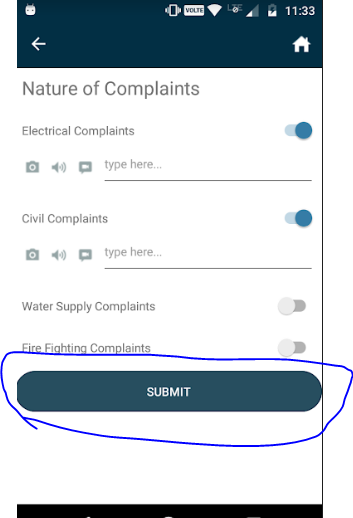 VOLTE 11:33
Nature of Complaints
Electrical Complaints
type here...
Civil Complaints
type here...
Water Supply Complaints
Fire Fighting Complaints
SUBMIT